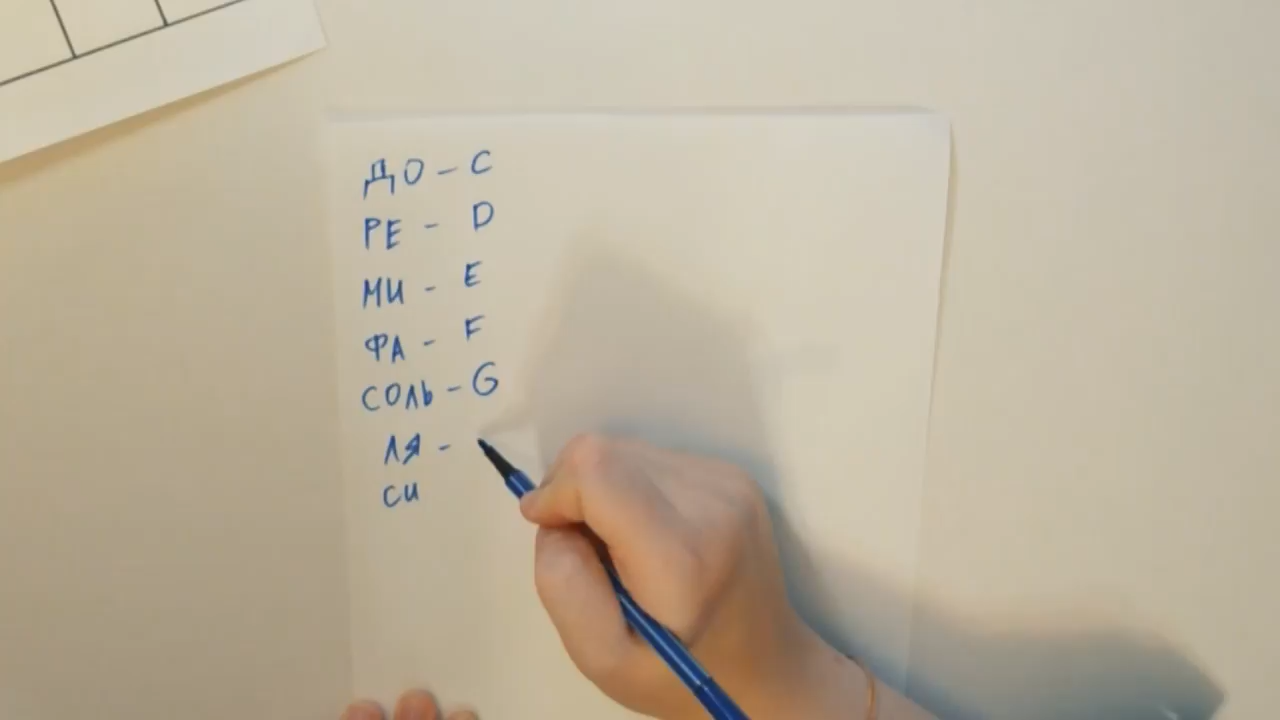 ДО - C
РЕ - D
МИ - E
ФА - F
СОЛЬ - G
ЛЯ -
СИ